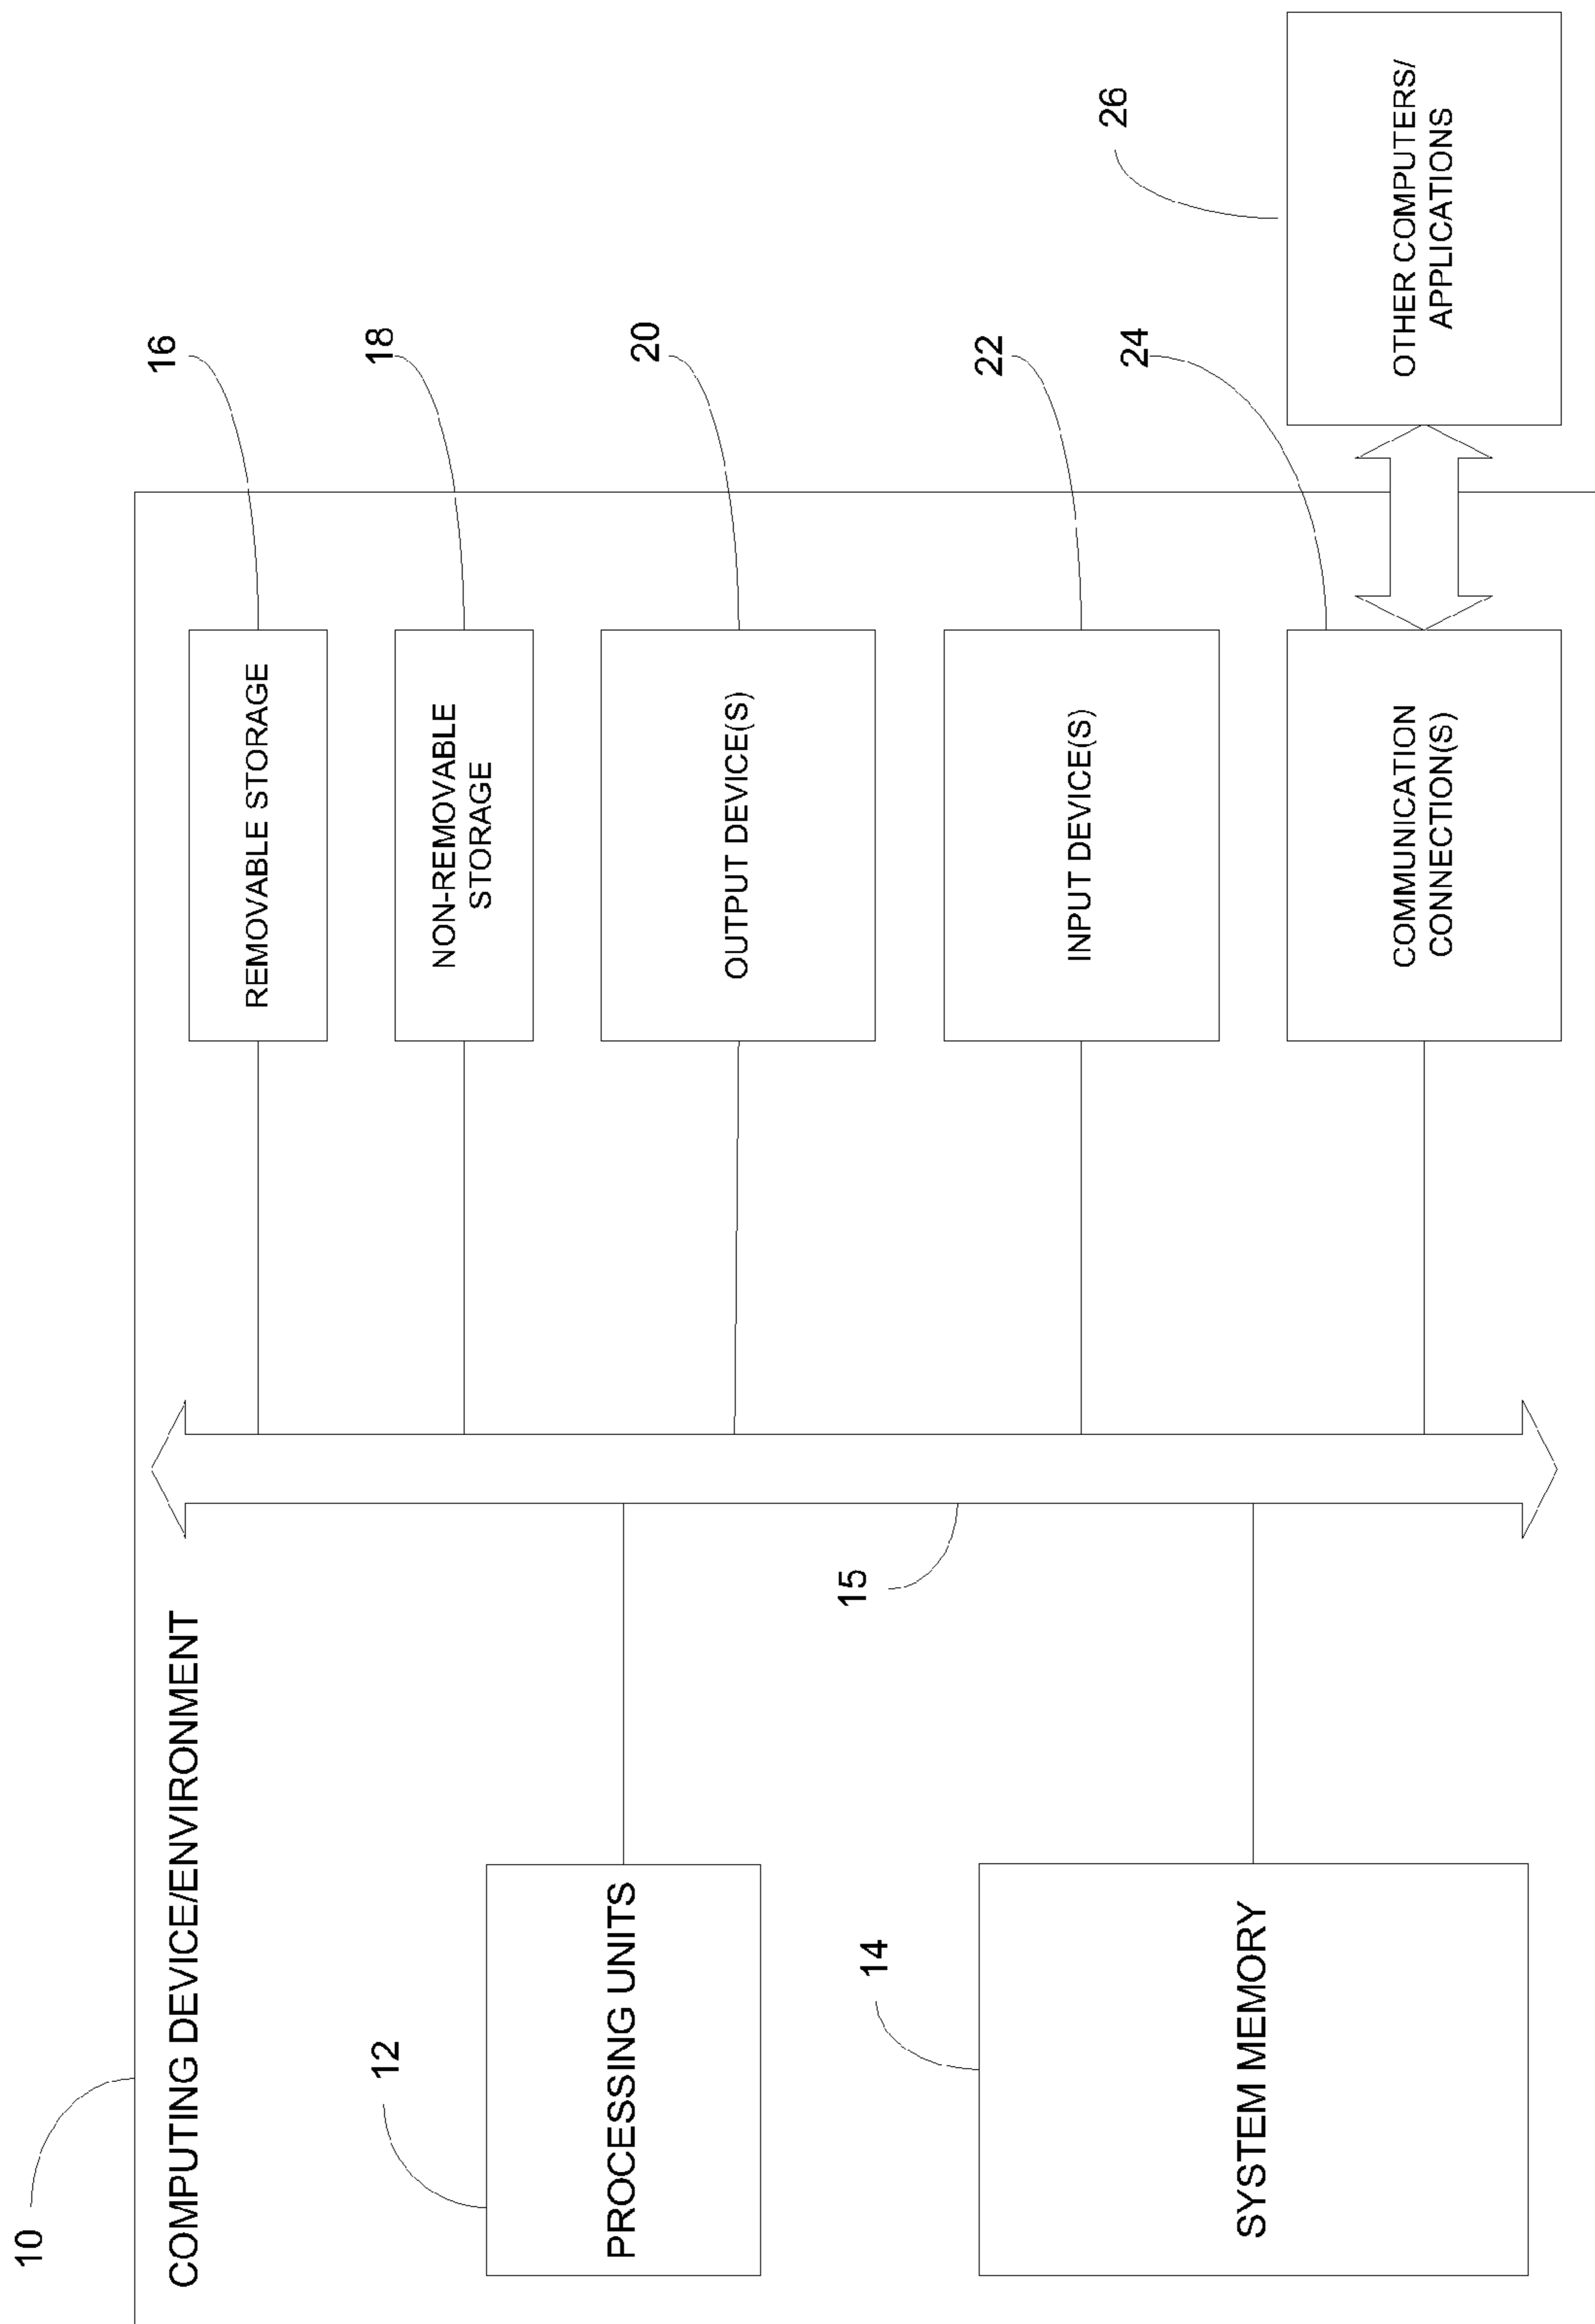 10
COMPUTING DEVICE/ENVIRONMENT
12
PROCESSING UNITS
14
SYSTEM MEMORY
15
16
REMOVABLE STORAGE
18
NON-REMOVABLE
STORAGE
20
OUTPUT DEVICE(S)
22
INPUT DEVICE(S)
24
COMMUNICATION
CONNECTION(S)
26
OTHER COMPUTERS/
APPLICATIONS